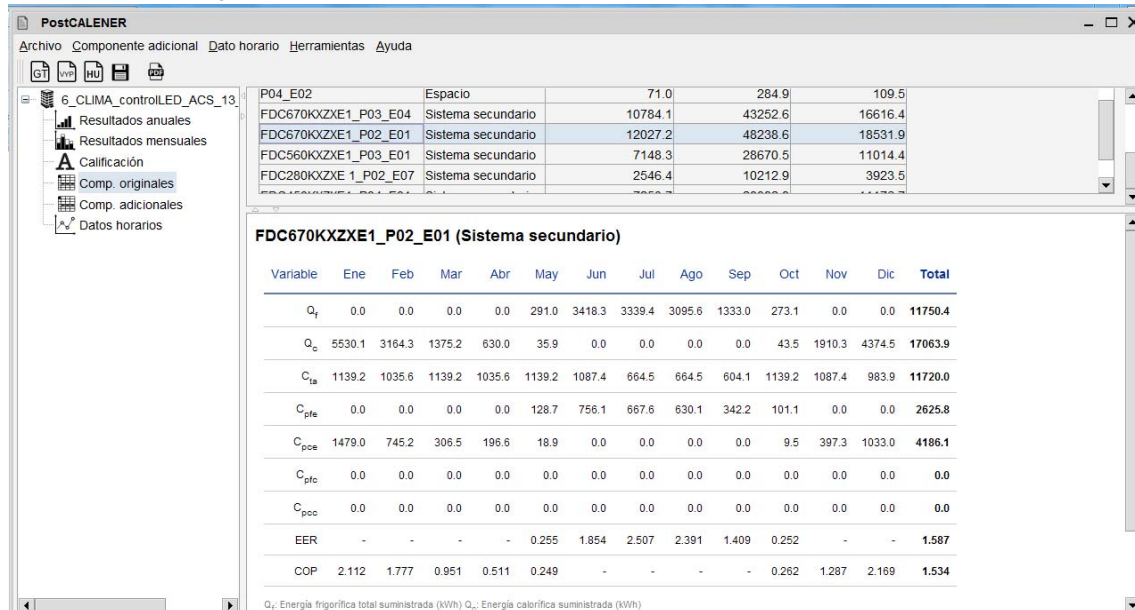 PostCALENER
Archivo Componente adicional Dato horario Herramientas Ayuda
GT VYP HU PDF
6_CLIMA_controlLED_ACS_13_
Resultados anuales
Resultados mensuales
Calificación
Comp. originales
Comp. adicionales
Datos horarios
P04_E02 Espacio 71.0 284.9 109.5
FDC670KXZXE1_P03_E04 Sistema secundario 10784.1 43252.6 16616.4
FDC670KXZXE1_P02_E01 Sistema secundario 12027.2 48238.6 18531.9
FDC560KXZXE1_P03_E01 Sistema secundario 7148.3 28670.5 11014.4
FDC280KXZXE 1_P02_E07 Sistema secundario 2546.4 10212.9 3923.5
FDC670KXZXE1_P02_E01 (Sistema secundario)
Variable Ene Feb Mar Abr May Jun Jul Ago Sep Oct Nov Dic Total
Qf 0.0 0.0 0.0 0.0 291.0 3418.3 3339.4 3095.6 1333.0 273.1 0.0 0.0 11750.4
Qc 5530.1 3164.3 1375.2 630.0 35.9 0.0 0.0 0.0 0.0 43.5 1910.3 4374.5 17063.9
Cta 1139.2 1035.6 1139.2 1035.6 1139.2 1087.4 664.5 664.5 604.1 1139.2 1087.4 983.9 11720.0
Cpfe 0.0 0.0 0.0 0.0 128.7 756.1 667.6 630.1 342.2 101.1 0.0 0.0 2625.8
Cpce 1479.0 745.2 306.5 196.6 18.9 0.0 0.0 0.0 0.0 9.5 397.3 1033.0 4186.1
Cpfc 0.0 0.0 0.0 0.0 0.0 0.0 0.0 0.0 0.0 0.0 0.0 0.0 0.0
Cpcc 0.0 0.0 0.0 0.0 0.0 0.0 0.0 0.0 0.0 0.0 0.0 0.0 0.0
EER - - - - 0.255 1.854 2.507 2.391 1.409 0.252 - - 1.587
COP 2.112 1.777 0.951 0.511 0.249 - - - - 0.262 1.287 2.169 1.534
Qf: Energía frigorífica total suministrada (kWh) Qc: Energía calorífica suministrada (kWh)